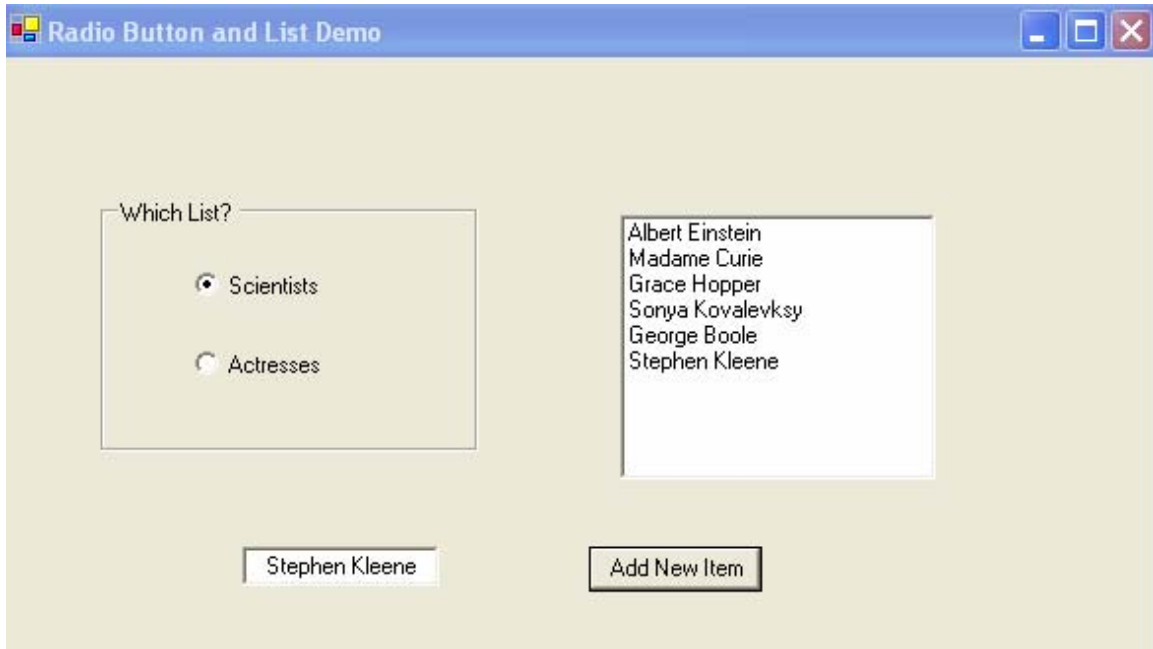 Radio Button and List Demo
Which List?
Scientists
Actresses
Albert Einstein
Madame Curie
Grace Hopper
Sonya Kovalevksy
George Boole
Stephen Kleene
Stephen Kleene
Add New Item